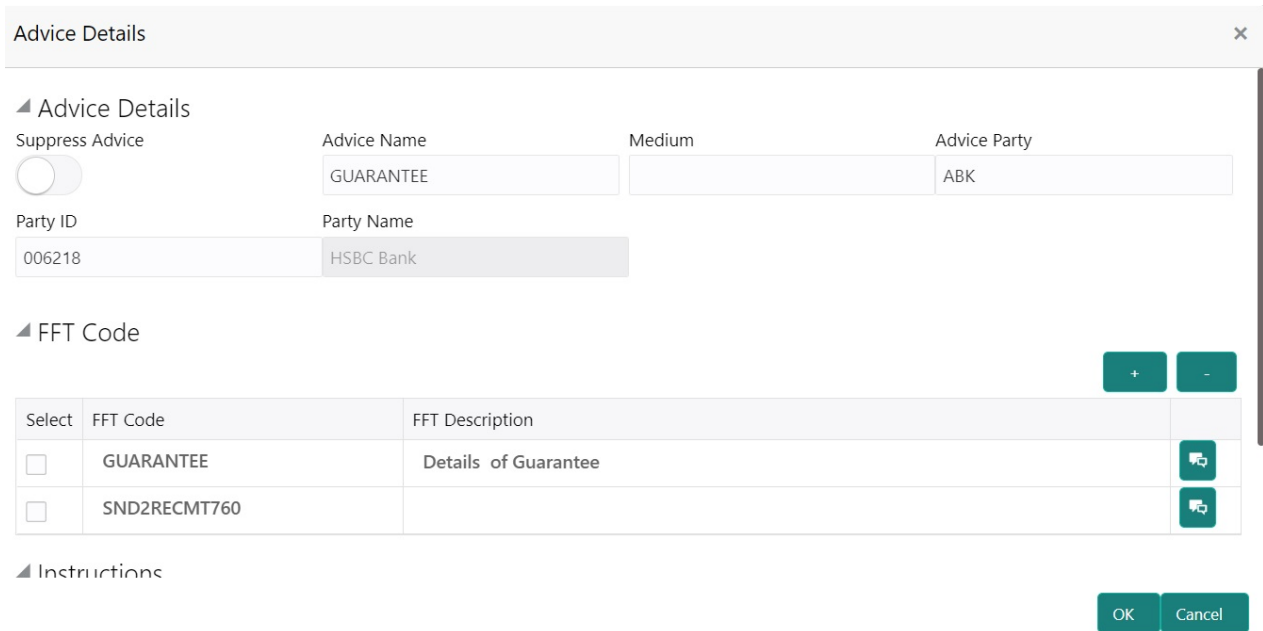 Advice Details ×
Advice Details
Suppress Advice Advice Name Medium Advice Party
GUARANTEE ABK
Party ID Party Name
006218 HSBC Bank
FFT Code
+ -
Select FFT Code FFT Description
GUARANTEE Details of Guarantee
SND2RECMT760
Instructions
OK Cancel